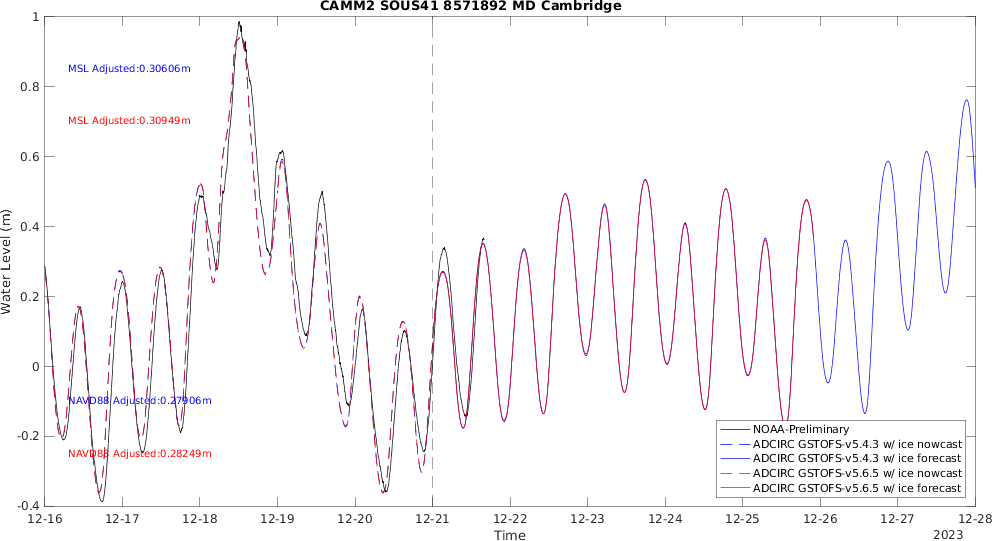 CAMM2 SOUS41 8571892 MD Cambridge
1
0.8
0.6
0.4
0.2
0
-0.2
-0.4
Water Level (m)
MSL Adjusted:0.30606m
MSL Adjusted:0.30949m
NAVD88 Adjusted:0.27906m
NAVD88 Adjusted:0.28249m
NOAA-Preliminary
ADCIRC GSTOFS-v5.4.3 w/ ice nowcast
ADCIRC GSTOFS-v5.4.3 w/ ice forecast
ADCIRC GSTOFS-v5.6.5 w/ ice nowcast
ADCIRC GSTOFS-v5.6.5 w/ ice forecast
12-16 12-17 12-18 12-19 12-20 12-21 12-22 12-23 12-24 12-25 12-26 12-27 12-28
Time
2023